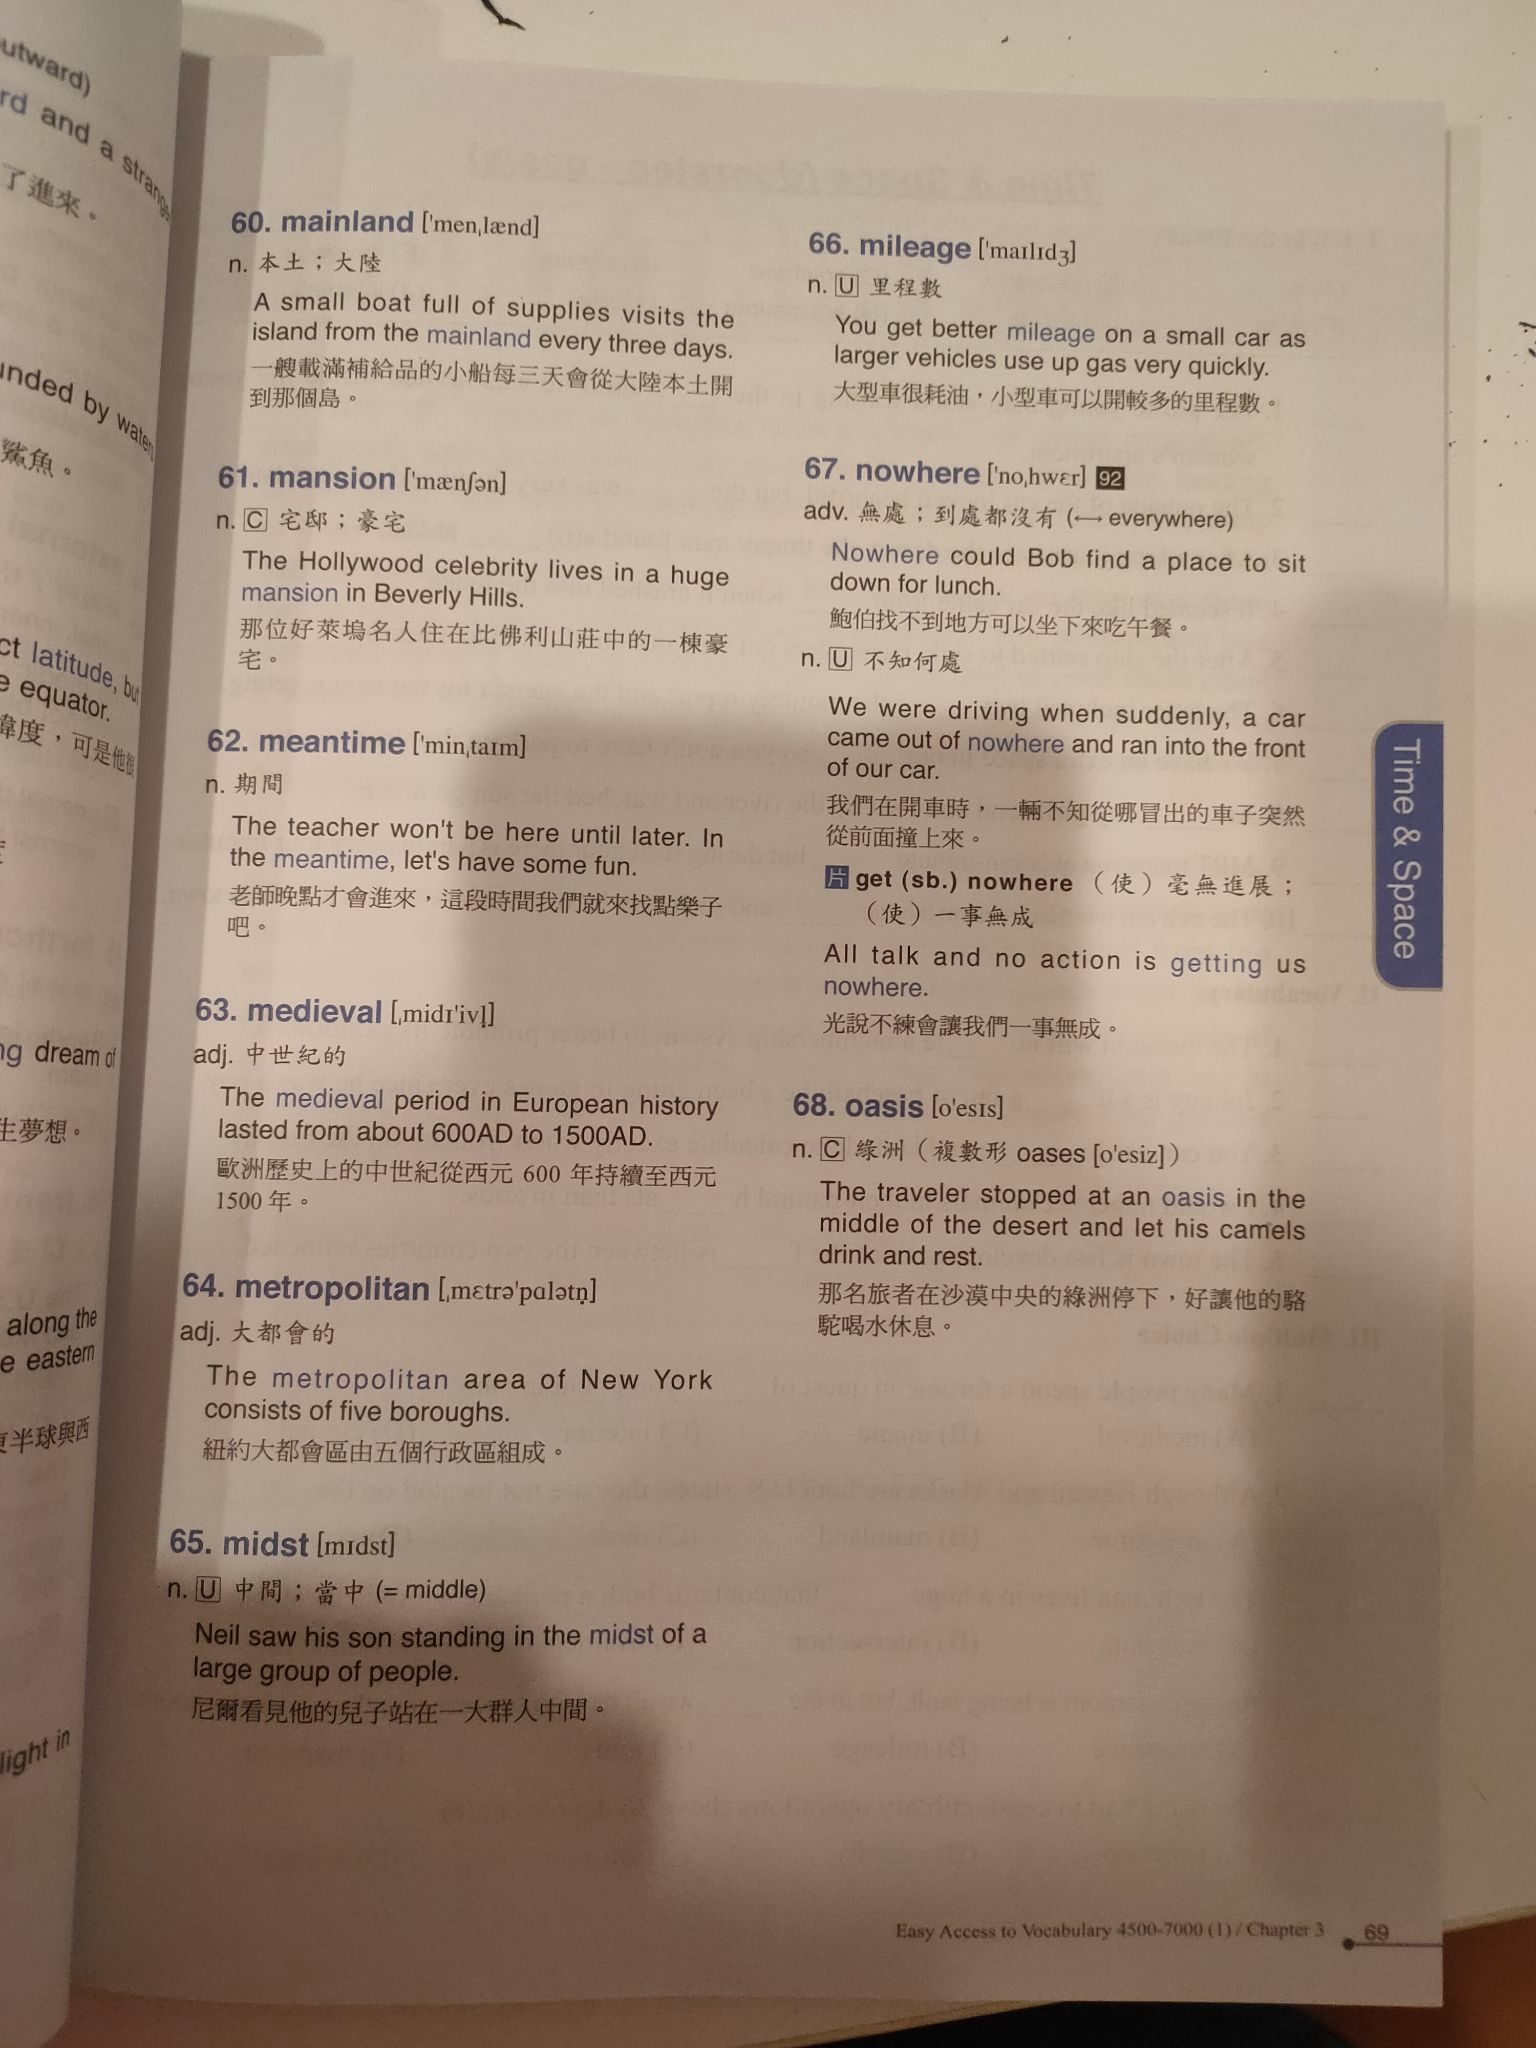 utward)
rd and a strange
了進來。
unded by water
鯊魚。
ct latitude, but
e equator.
緯度，可是他很
ng dream of
生夢想。
along the
e eastern
東半球與西
light in
60. mainland [ˈmenˌlænd]
n. 本土；大陸
A small boat full of supplies visits the
island from the mainland every three days.
一艘載滿補給品的小船每三天會從大陸本土開
到那個島。
61. mansion [ˈmænʃən]
n. C 宅邸；豪宅
The Hollywood celebrity lives in a huge
mansion in Beverly Hills.
那位好萊塢名人住在比佛利山莊中的一棟豪
宅。
62. meantime [ˈminˌtaɪm]
n. 期間
The teacher won't be here until later. In
the meantime, let's have some fun.
老師晚點才會進來，這段時間我們就來找點樂子
吧。
63. medieval [ˌmidɪˈivl̩]
adj. 中世紀的
The medieval period in European history
lasted from about 600AD to 1500AD.
歐洲歷史上的中世紀從西元 600 年持續至西元
1500 年。
64. metropolitan [ˌmɛtrəˈpɑlətn̩]
adj. 大都會的
The metropolitan area of New York
consists of five boroughs.
紐約大都會區由五個行政區組成。
65. midst [mɪdst]
n. U 中間；當中 (= middle)
Neil saw his son standing in the midst of a
large group of people.
尼爾看見他的兒子站在一大群人中間。
66. mileage [ˈmaɪlɪdʒ]
n. U 里程數
You get better mileage on a small car as
larger vehicles use up gas very quickly.
大型車很耗油，小型車可以開較多的里程數。
67. nowhere [ˈnoˌhwɛr] 92
adv. 無處；到處都沒有 (⟷ everywhere)
Nowhere could Bob find a place to sit
down for lunch.
鮑伯找不到地方可以坐下來吃午餐。
n. U 不知何處
We were driving when suddenly, a car
came out of nowhere and ran into the front
of our car.
我們在開車時，一輛不知從哪冒出的車子突然
從前面撞上來。
片 get (sb.) nowhere （使）毫無進展；
（使）一事無成
All talk and no action is getting us
nowhere.
光說不練會讓我們一事無成。
68. oasis [oˈesɪs]
n. C 綠洲（複數形 oases [oˈesiz]）
The traveler stopped at an oasis in the
middle of the desert and let his camels
drink and rest.
那名旅者在沙漠中央的綠洲停下，好讓他的駱
駝喝水休息。
Time & Space
Easy Access to Vocabulary 4500-7000 (1) / Chapter 3 69